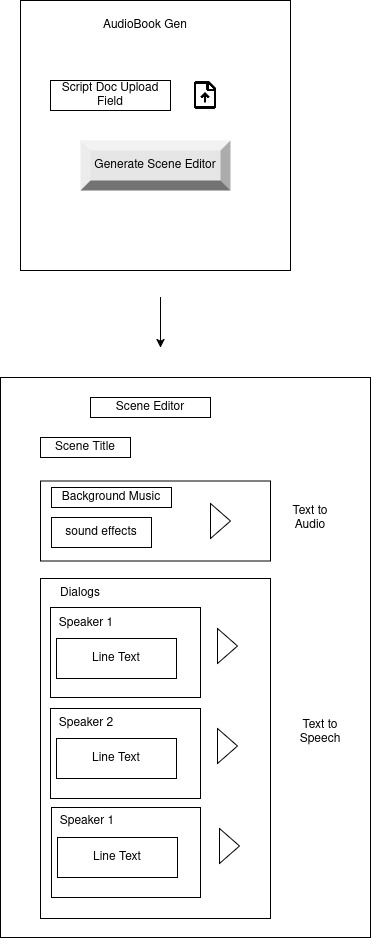 AudioBook Gen
Script Doc Upload
Field
Generate Scene Editor
Scene Editor
Scene Title
Background Music
sound effects
Text to
Audio
Dialogs
Speaker 1
Line Text
Speaker 2
Line Text
Text to
Speech
Speaker 1
Line Text